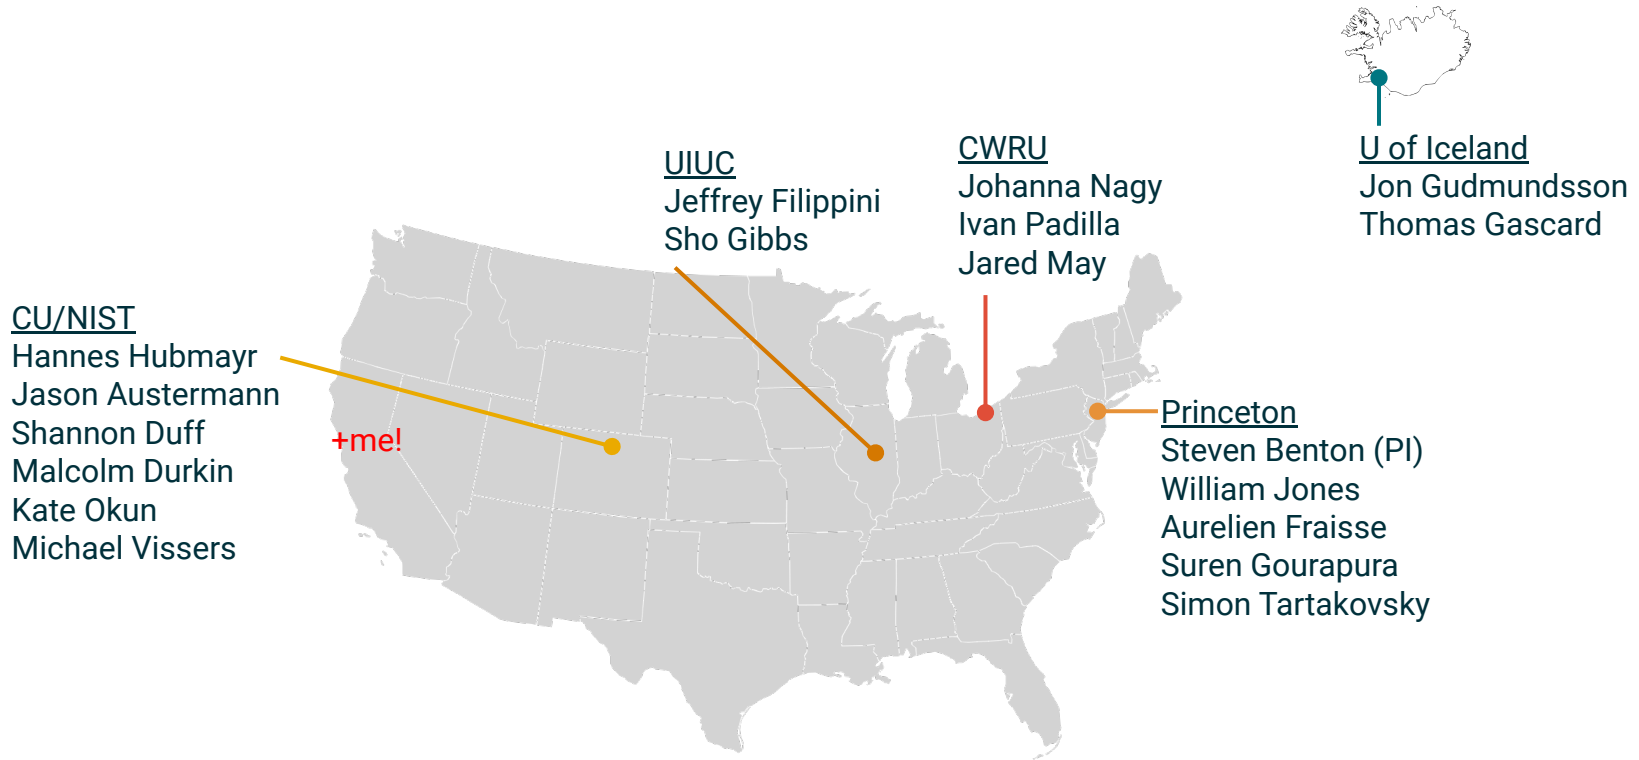 CU/NIST
Hannes Hubmayr
Jason Austermann
Shannon Duff
Malcolm Durkin
Kate Okun
Michael Vissers
+me!
UIUC
Jeffrey Filippini
Sho Gibbs
CWRU
Johanna Nagy
Ivan Padilla
Jared May
U of Iceland
Jon Gudmundsson
Thomas Gascard
Princeton
Steven Benton (PI)
William Jones
Aurelien Fraisse
Suren Gourapura
Simon Tartakovsky